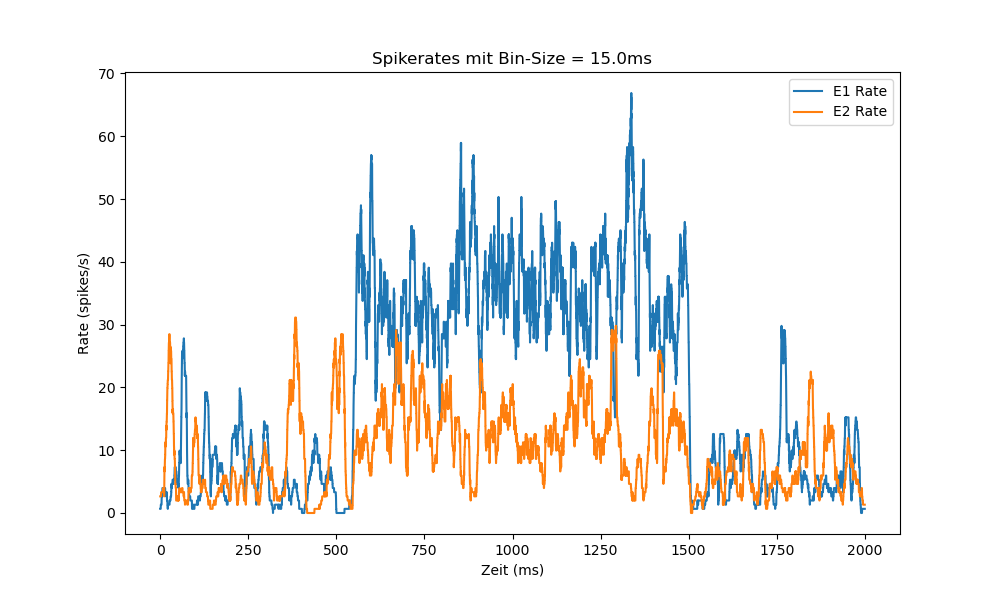 Spikerates mit Bin-Size = 15.0ms
E1 Rate
E2 Rate
70
60
50
40
30
20
10
0
Rate (spikes/s)
0 250 500 750 1000 1250 1500 1750 2000
Zeit (ms)